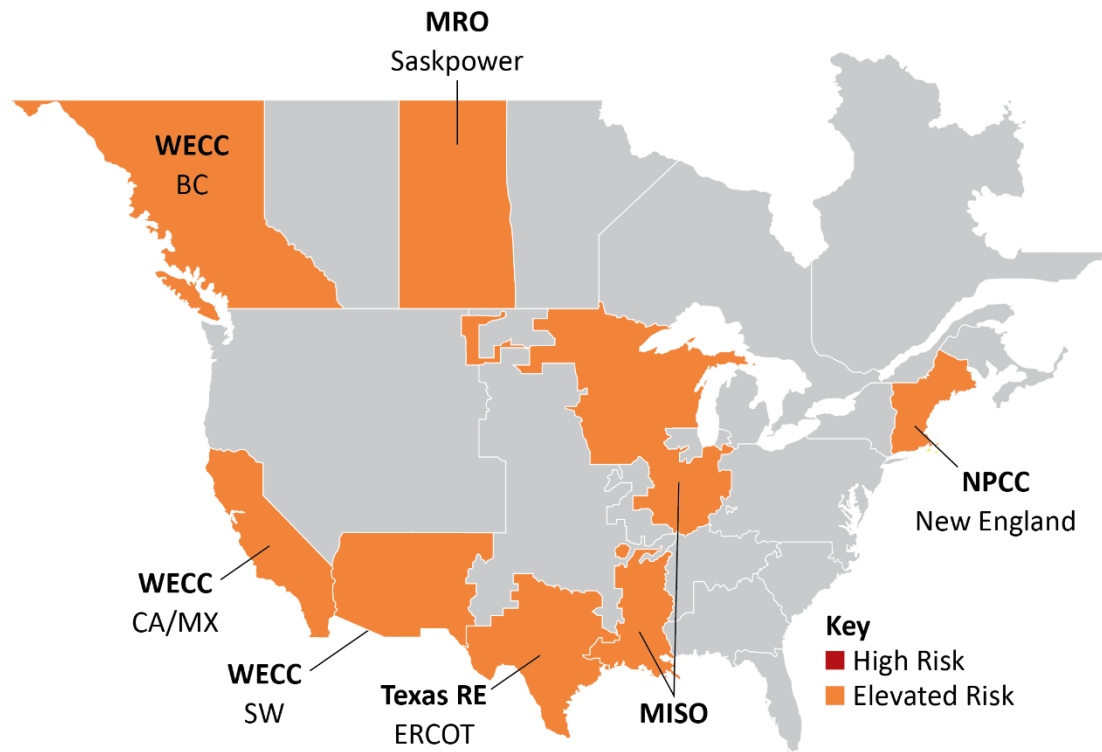 MRO
Saskpower
WECC
BC
NPCC
New England
WECC
CA/MX
WECC
SW
Texas RE
ERCOT
MISO
Key
High Risk
Elevated Risk